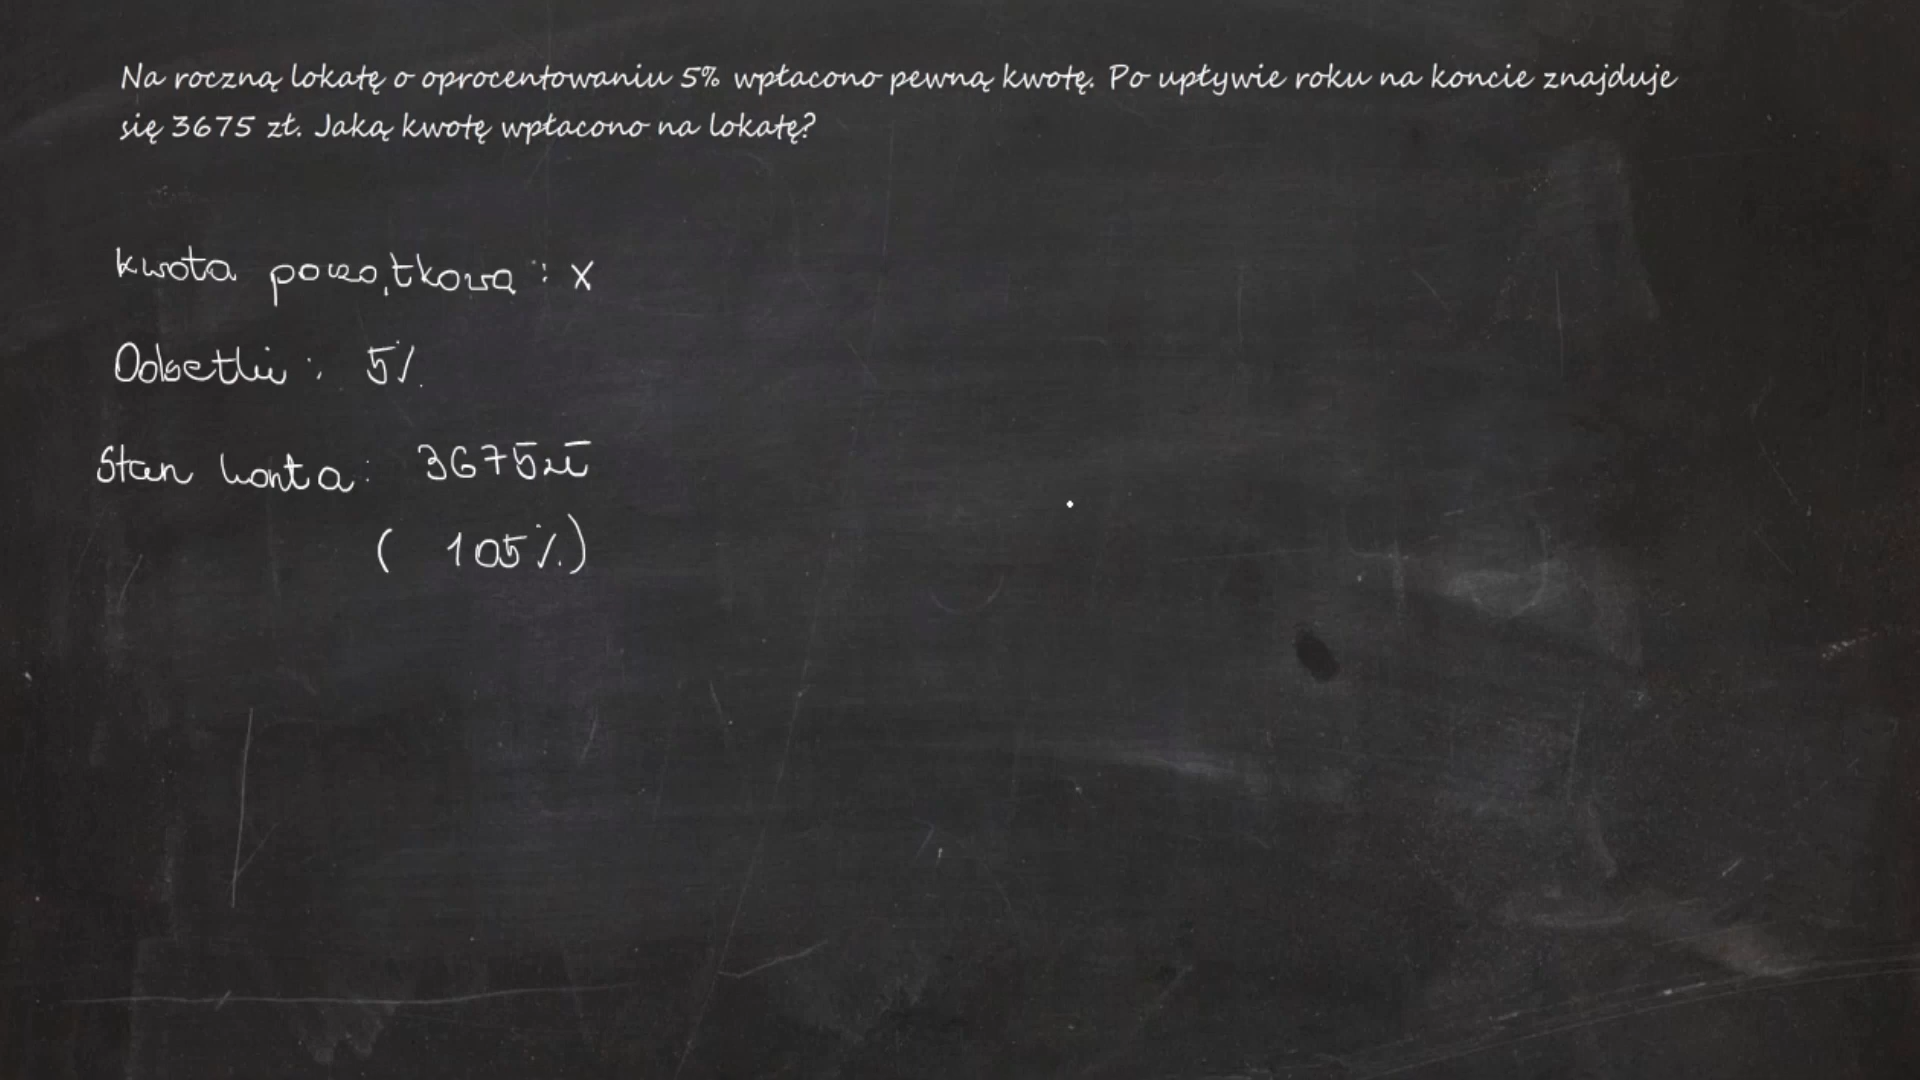 Na roczną lokatę o oprocentowaniu 5% wpłacono pewną kwotę. Po upływie roku na koncie znajduje
się 3675 zł. Jaką kwotę wpłacono na lokatę?
kwota początkowa : x
Odsetki : 5%
Stan konta: 3675zł
( 105%)